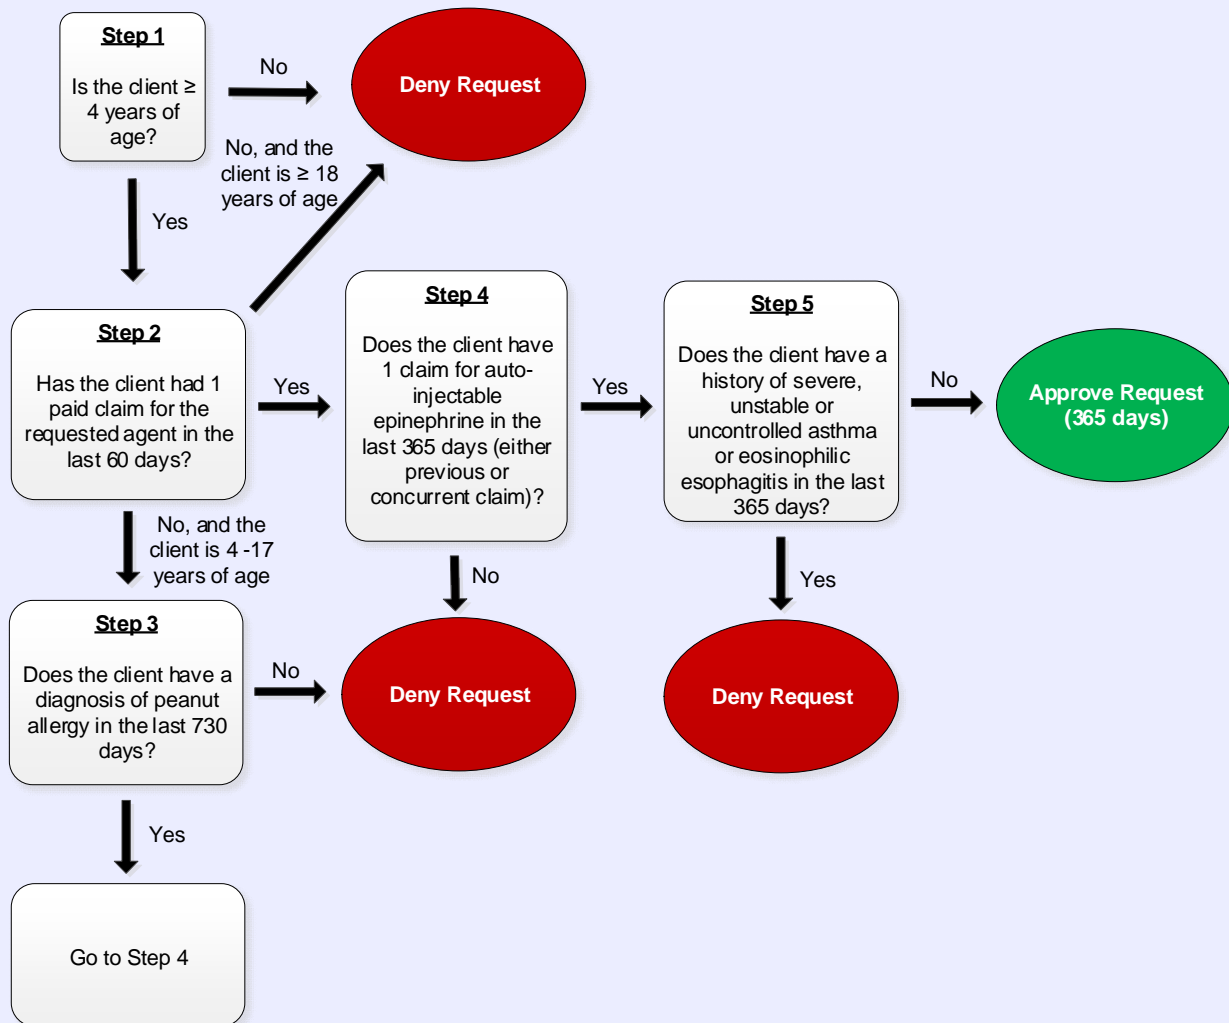 Step 1
Is the client ≥
4 years of
age?
No
Deny Request
No, and the
client is ≥ 18
years of age
Yes
Step 2
Has the client had 1
paid claim for the
requested agent in the
last 60 days?
Yes
Step 4
Does the client have
1 claim for auto-
injectable
epinephrine in the
last 365 days (either
previous or
concurrent claim)?
Yes
Step 5
Does the client have a
history of severe,
unstable or
uncontrolled asthma
or eosinophilic
esophagitis in the last
365 days?
No
Approve Request
(365 days)
No, and the
client is 4 -17
years of age
No
Yes
Step 3
Does the client have a
diagnosis of peanut
allergy in the last 730
days?
No
Deny Request
Deny Request
Yes
Go to Step 4